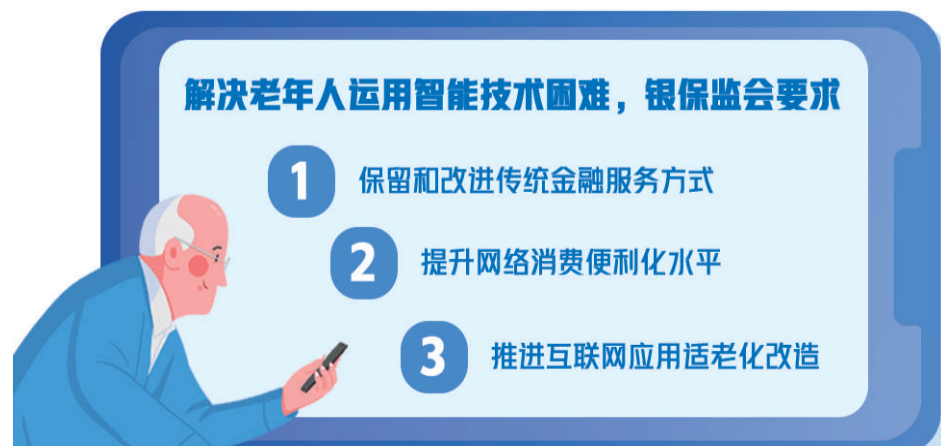 解决老年人运用智能技术困难，银保监会要求
1 保留和改进传统金融服务方式
2 提升网络消费便利化水平
3 推进互联网应用适老化改造